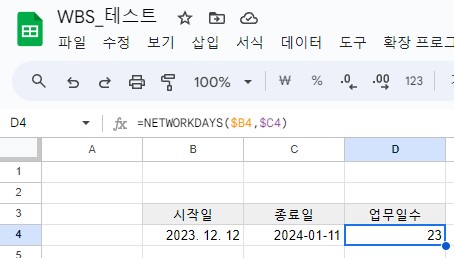 WBS_테스트
파일 수정 보기 삽입 서식 데이터 도구 확장 프로그
100% ₩ % .0 .00 123
D4 fx =NETWORKDAYS($B4,$C4)
A B C D
1
2
3 시작일 종료일 업무일수
4 2023. 12. 12 2024-01-11 23